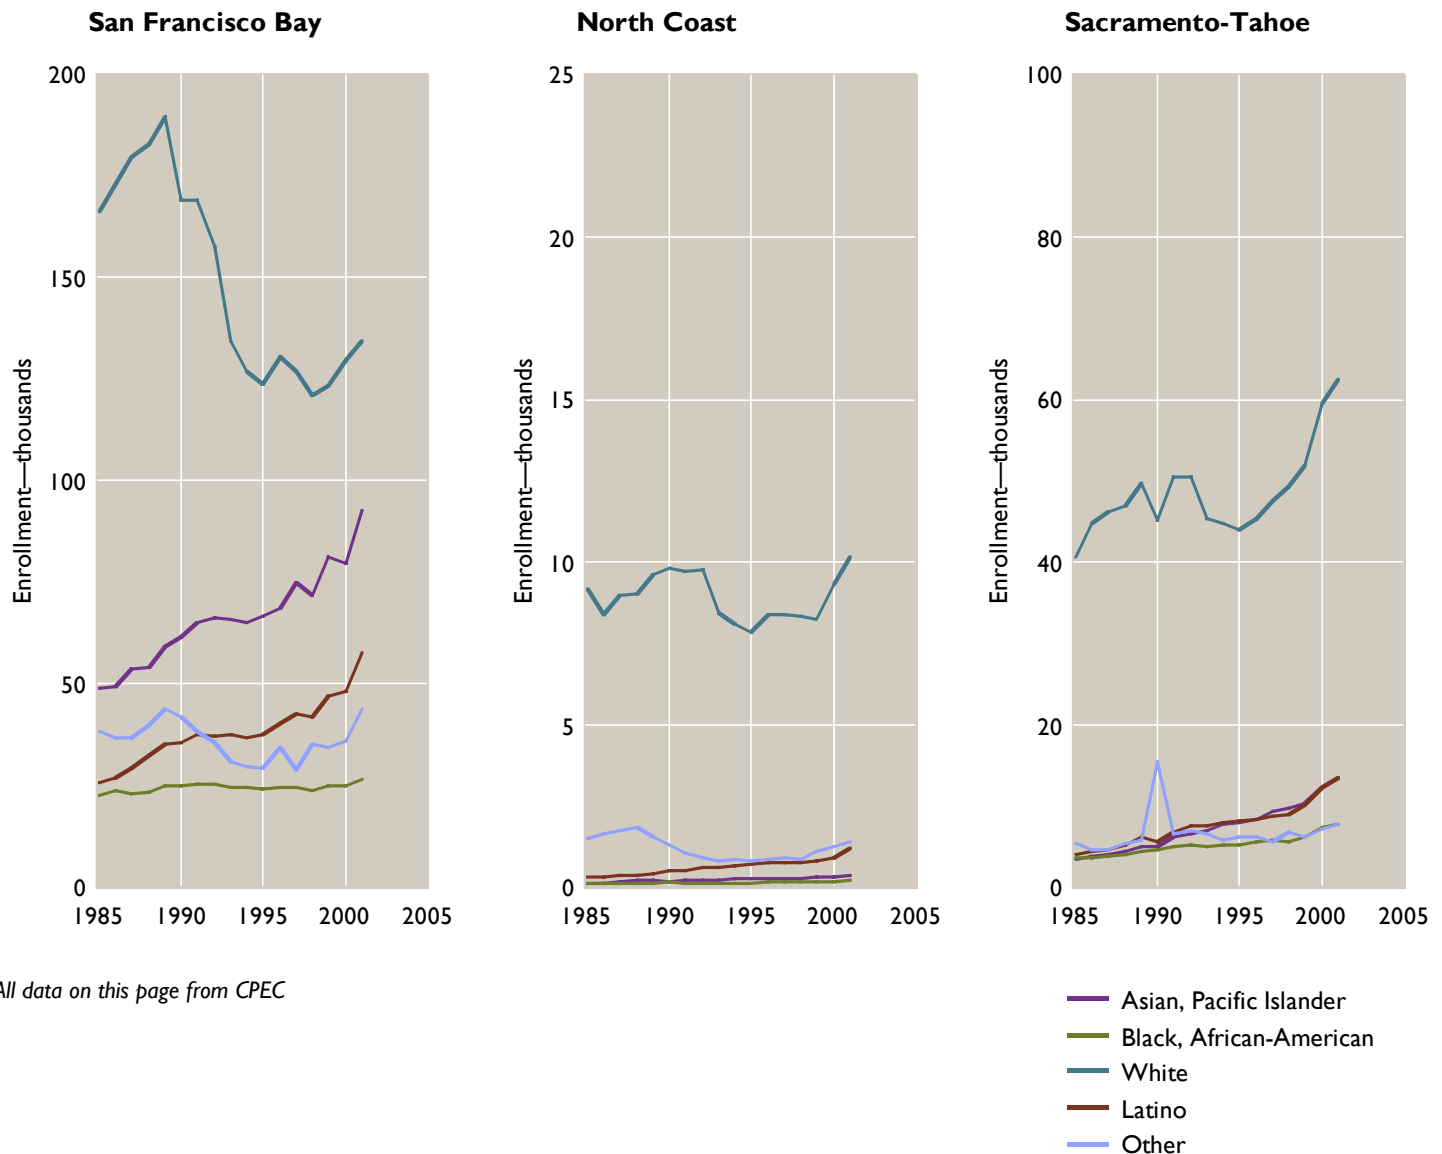 San Francisco Bay
North Coast
Sacramento-Tahoe
Enrollment—thousands
200
150
100
50
0
1985 1990 1995 2000 2005
Enrollment—thousands
25
20
15
10
5
0
1985 1990 1995 2000 2005
Enrollment—thousands
100
80
60
40
20
0
1985 1990 1995 2000 2005
All data on this page from CPEC
Asian, Pacific Islander
Black, African-American
White
Latino
Other